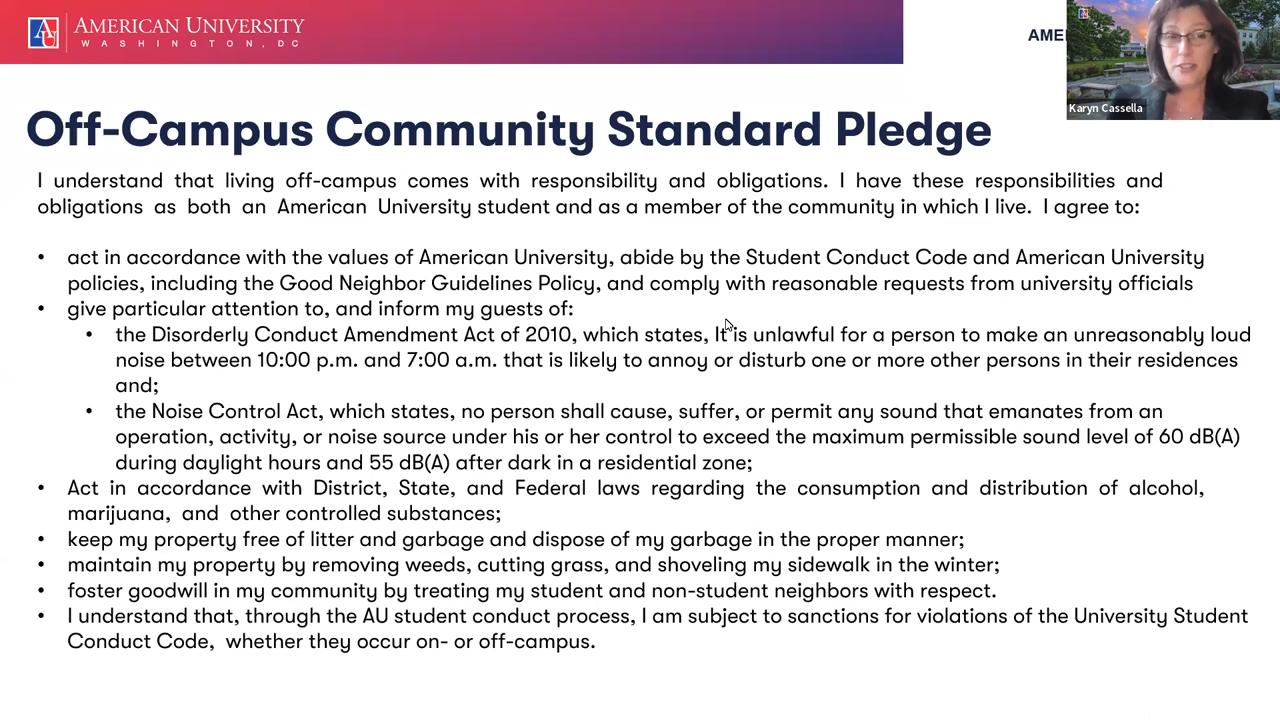 AMERICAN UNIVERSITY
WASHINGTON, DC
AME
Karyn Cassella
Off-Campus Community Standard Pledge
I understand that living off-campus comes with responsibility and obligations. I have these responsibilities and
obligations as both an American University student and as a member of the community in which I live. I agree to:
• act in accordance with the values of American University, abide by the Student Conduct Code and American University
policies, including the Good Neighbor Guidelines Policy, and comply with reasonable requests from university officials
• give particular attention to, and inform my guests of:
• the Disorderly Conduct Amendment Act of 2010, which states, It is unlawful for a person to make an unreasonably loud
noise between 10:00 p.m. and 7:00 a.m. that is likely to annoy or disturb one or more other persons in their residences
and;
• the Noise Control Act, which states, no person shall cause, suffer, or permit any sound that emanates from an
operation, activity, or noise source under his or her control to exceed the maximum permissible sound level of 60 dB(A)
during daylight hours and 55 dB(A) after dark in a residential zone;
• Act in accordance with District, State, and Federal laws regarding the consumption and distribution of alcohol,
marijuana, and other controlled substances;
• keep my property free of litter and garbage and dispose of my garbage in the proper manner;
• maintain my property by removing weeds, cutting grass, and shoveling my sidewalk in the winter;
• foster goodwill in my community by treating my student and non-student neighbors with respect.
• I understand that, through the AU student conduct process, I am subject to sanctions for violations of the University Student
Conduct Code, whether they occur on- or off-campus.